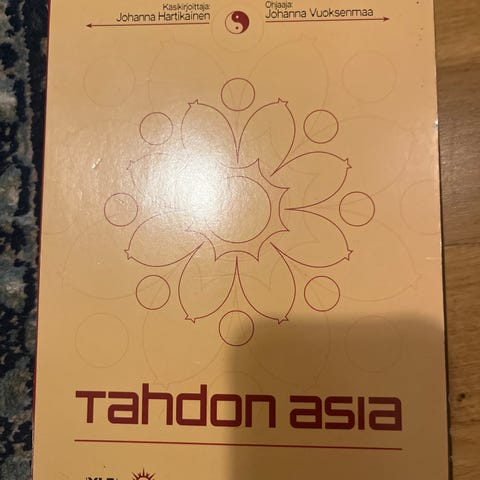 Käsikirjoittaja:
Johanna Hartikainen
Ohjaaja:
Johanna Vuoksenmaa
Tahdon asia